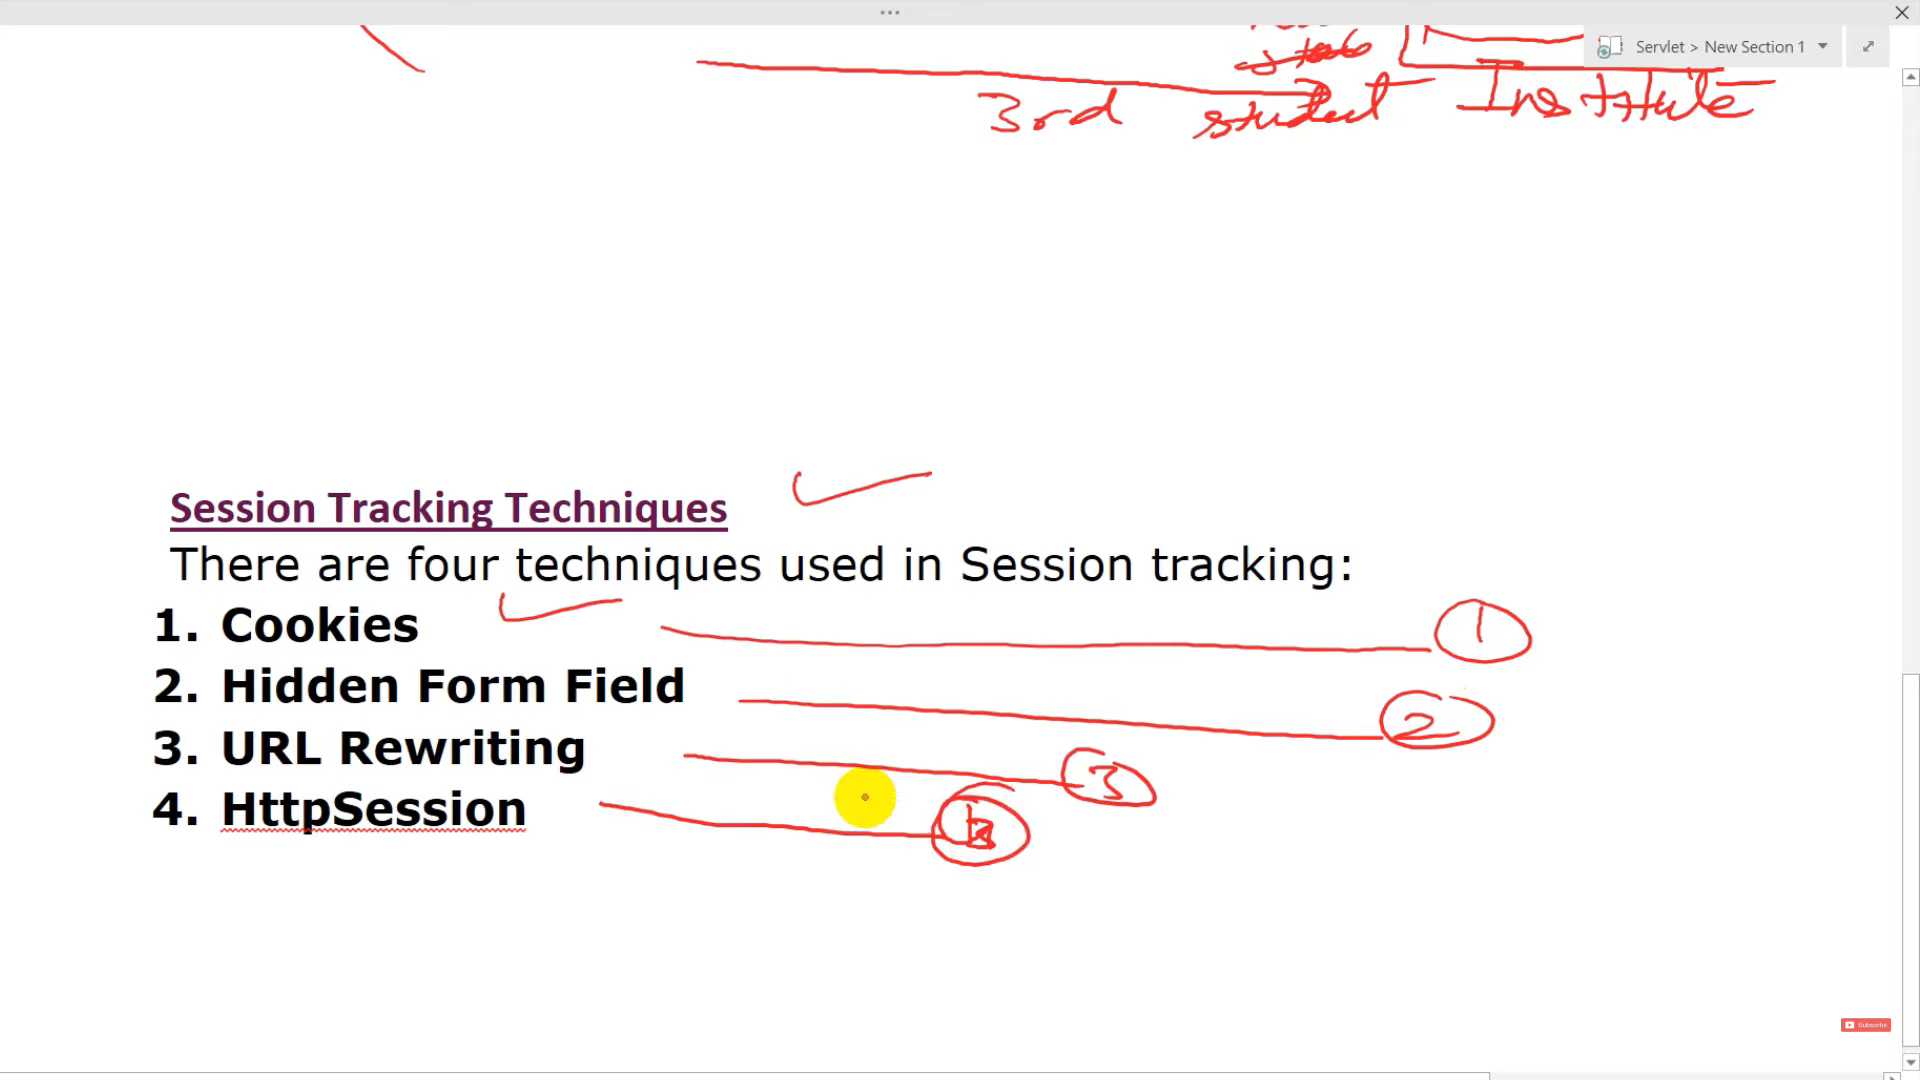 Servlet > New Section 1
3rd student Institute
Session Tracking Techniques
There are four techniques used in Session tracking:
1. Cookies 1
2. Hidden Form Field 2
3. URL Rewriting 3
4. HttpSession
Subscribe